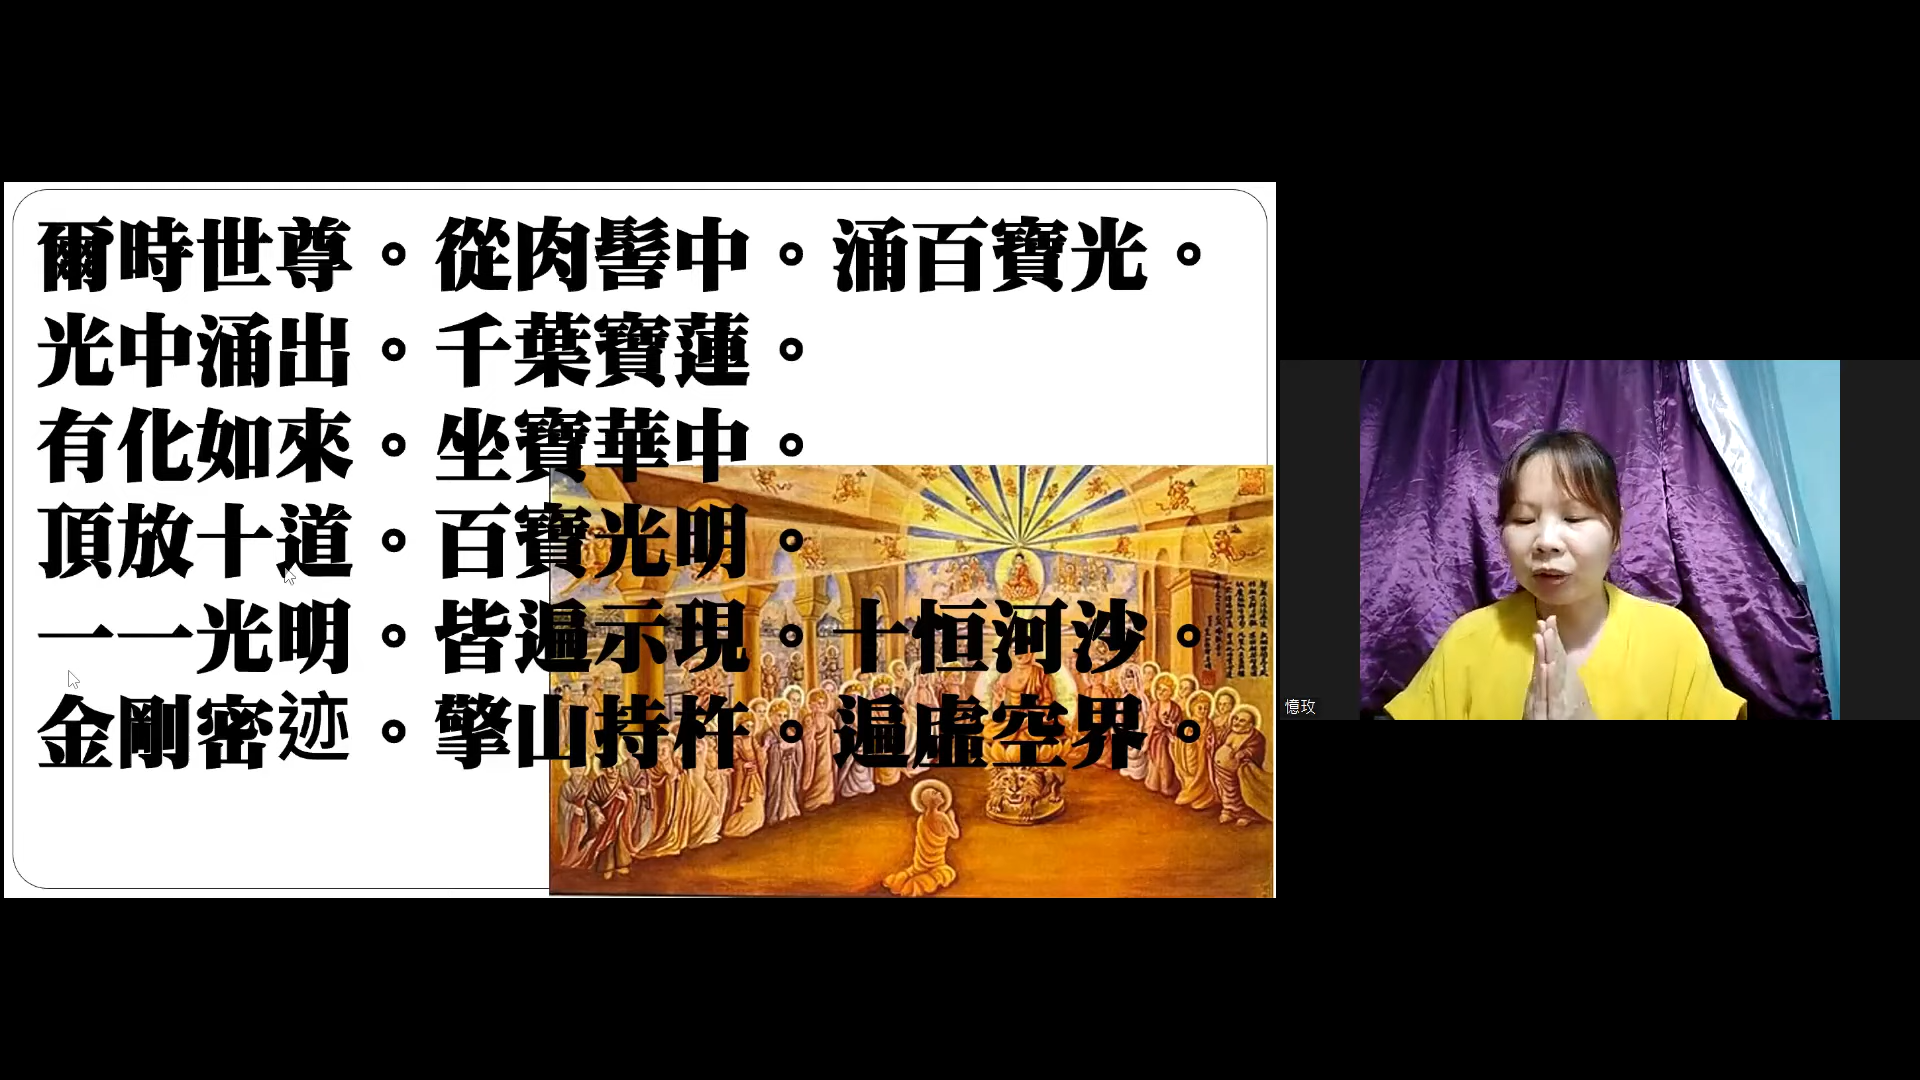 爾時世尊。從肉髻中。涌百寶光。
光中涌出。千葉寶蓮。
有化如來。坐寶華中。
頂放十道。百寶光明。
一一光明。皆遍示現。十恒河沙。
金剛密迹。擎山持杵。遍虛空界。
憶玫